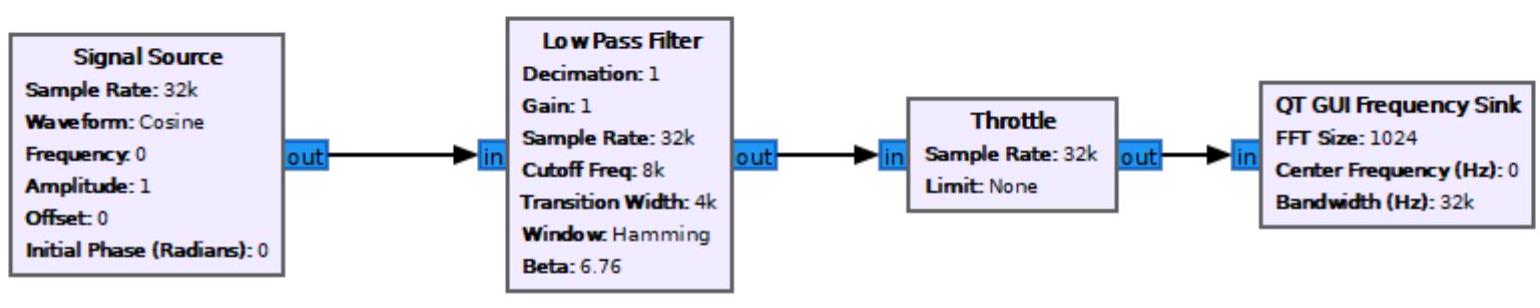 Signal Source
Sample Rate: 32k
Waveform: Cosine
Frequency: 0
Amplitude: 1
Offset: 0
Initial Phase (Radians): 0
out
in
Low Pass Filter
Decimation: 1
Gain: 1
Sample Rate: 32k
Cutoff Freq: 8k
Transition Width: 4k
Window: Hamming
Beta: 6.76
out
in
Throttle
Sample Rate: 32k
Limit: None
out
in
QT GUI Frequency Sink
FFT Size: 1024
Center Frequency (Hz): 0
Bandwidth (Hz): 32k